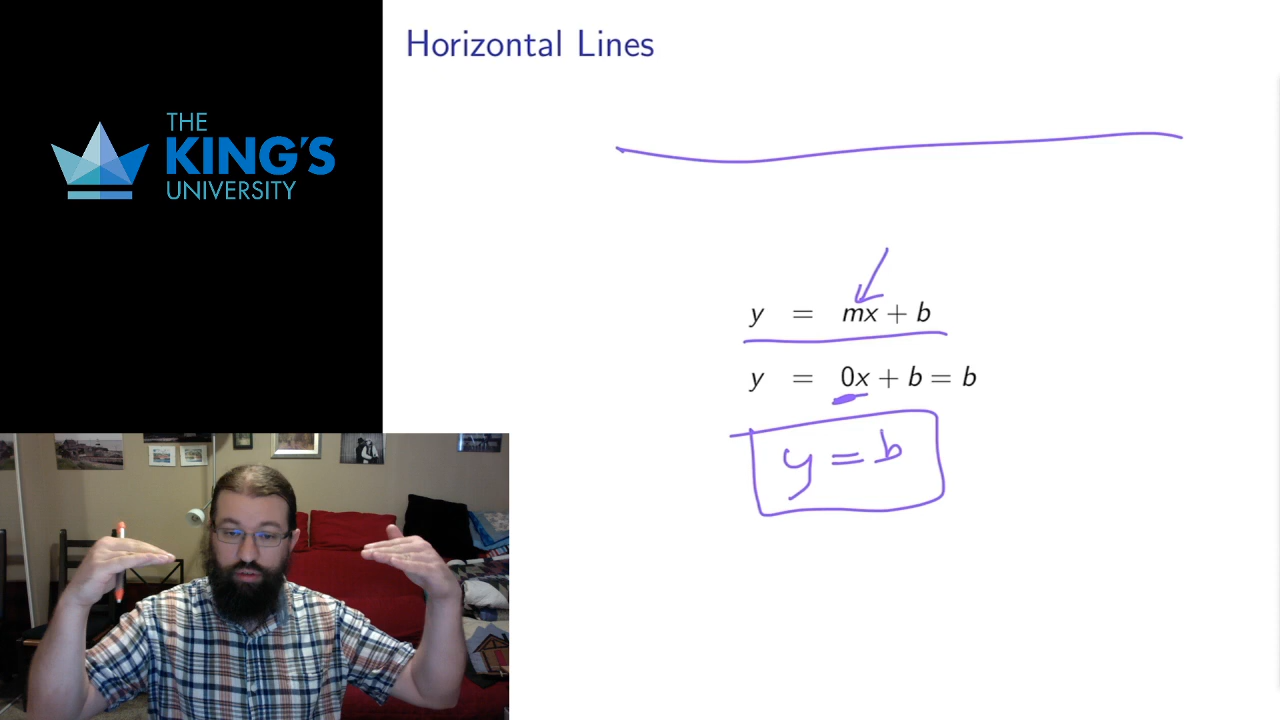 Horizontal Lines
THE
KING'S
UNIVERSITY
y = mx + b
y = 0x + b = b
y = b